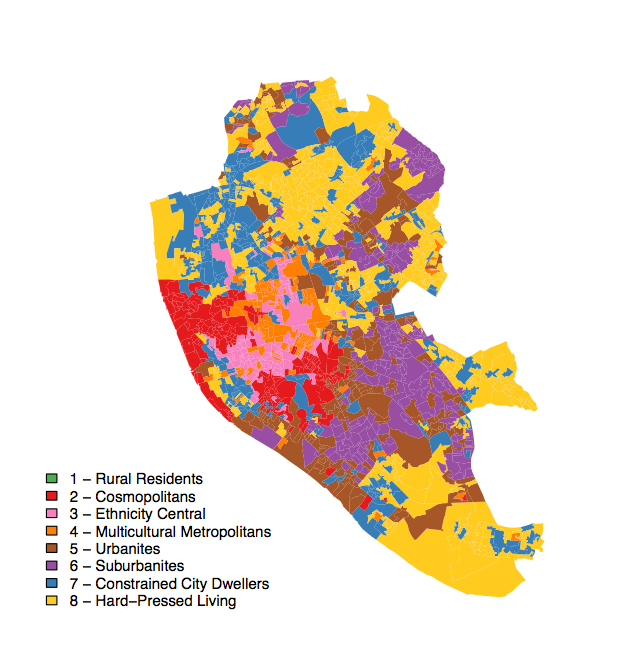 1 – Rural Residents
2 – Cosmopolitans
3 – Ethnicity Central
4 – Multicultural Metropolitans
5 – Urbanites
6 – Suburbanites
7 – Constrained City Dwellers
8 – Hard–Pressed Living